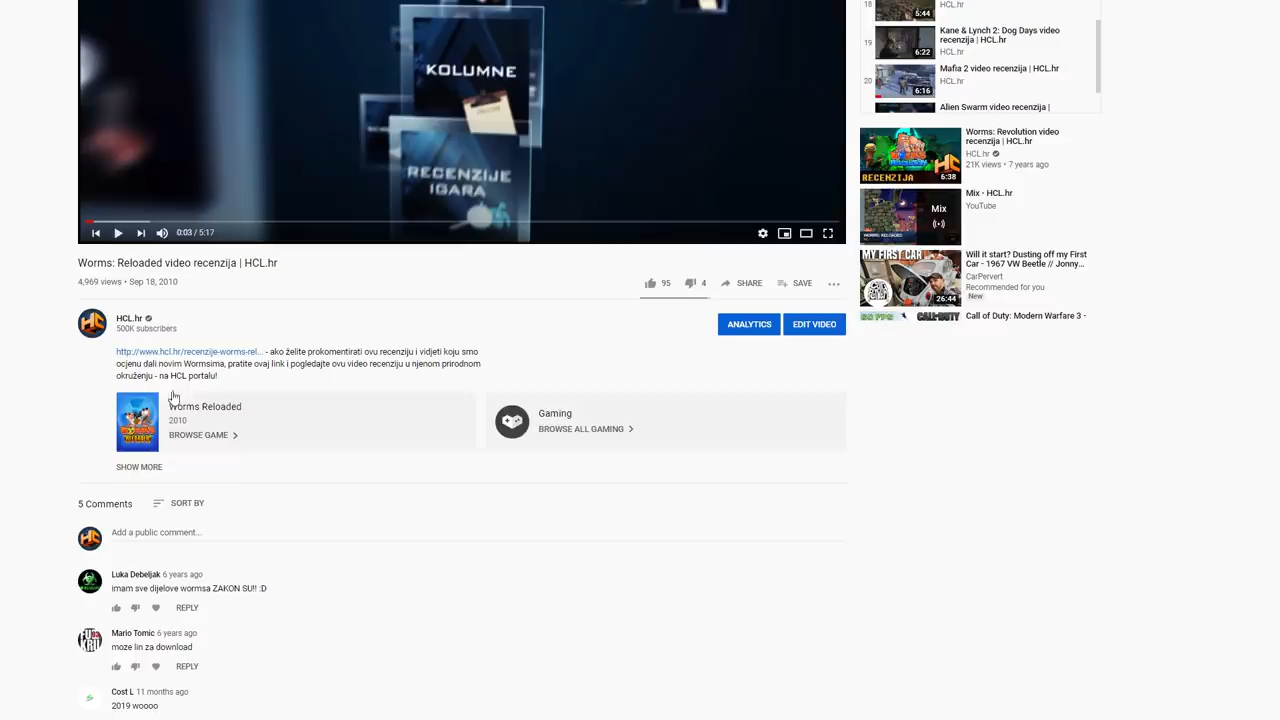 KOLUMNE
RECENZIJE
IGARA
0:03 / 5:17
Worms: Reloaded video recenzija | HCL.hr
4,969 views • Sep 18, 2010
95
4
SHARE
SAVE
HCL.hr
500K subscribers
ANALYTICS
EDIT VIDEO
http://www.hcl.hr/recenzije-worms-rel... - ako želite prokomentirati ovu recenziju i vidjeti koju smo
ocjenu dali novim Wormsima, pratite ovaj link i pogledajte ovu video recenziju u njenom prirodnom
okruženju - na HCL portalu!
Worms Reloaded
2010
BROWSE GAME
Gaming
BROWSE ALL GAMING
SHOW MORE
5 Comments
SORT BY
Add a public comment...
Luka Debeljak 6 years ago
imam sve dijelove wormsa ZAKON SU!! :D
REPLY
Mario Tomic 6 years ago
moze lin za download
REPLY
Cost L 11 months ago
2019 woooo
18
5:44
HCL.hr
19
6:22
Kane & Lynch 2: Dog Days video
recenzija | HCL.hr
HCL.hr
20
6:16
Mafia 2 video recenzija | HCL.hr
HCL.hr
Alien Swarm video recenzija |
RECENZIJA
6:38
Worms: Revolution video
recenzija | HCL.hr
HCL.hr
21K views • 7 years ago
Mix
Mix - HCL.hr
YouTube
MY FIRST CAR
26:44
Will it start? Dusting off my First
Car - 1967 VW Beetle // Jonny...
CarPervert
Recommended for you
New
Call of Duty: Modern Warfare 3 -